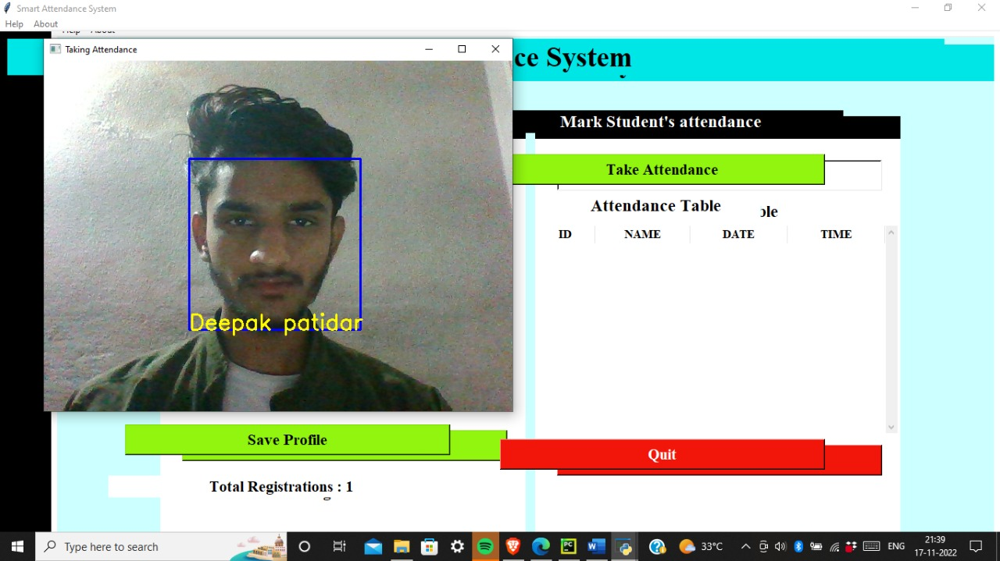 Smart Attendance System
Help About
Help About
Taking Attendance
ce System
Mark Student's attendance
Take Attendance
Attendance Table
ble
ID NAME DATE TIME
Deepak patidar
Save Profile
Quit
Total Registrations : 1
Type here to search
PC
W
33°C
ENG
21:39
17-11-2022